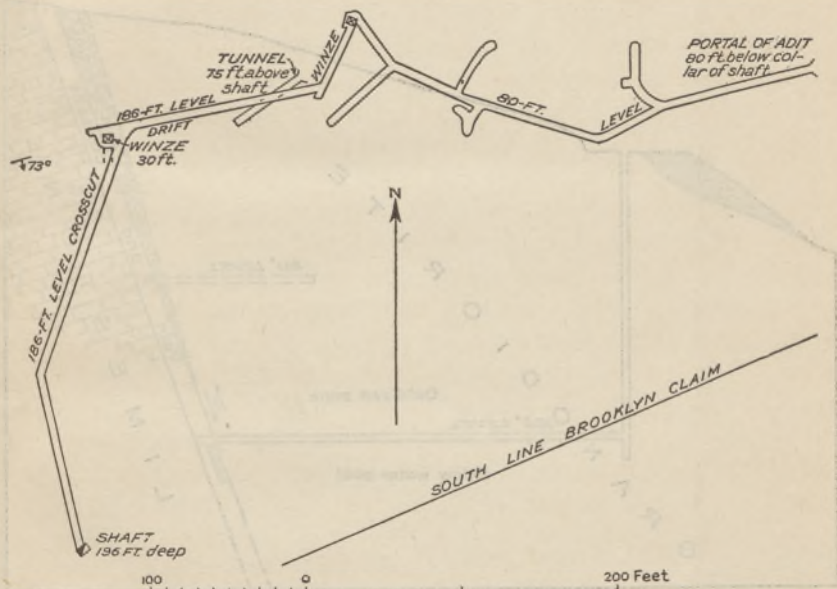 TUNNEL
75 ft. above
shaft
WINZE
PORTAL OF ADIT
80 ft. below col-
lar of shaft
186-FT. LEVEL
DRIFT
80-FT.
LEVEL
WINZE
30 ft.
73°
N
186-FT. LEVEL CROSSCUT
SOUTH LINE BROOKLYN CLAIM
SHAFT
196 FT. deep
100 0 200 Feet